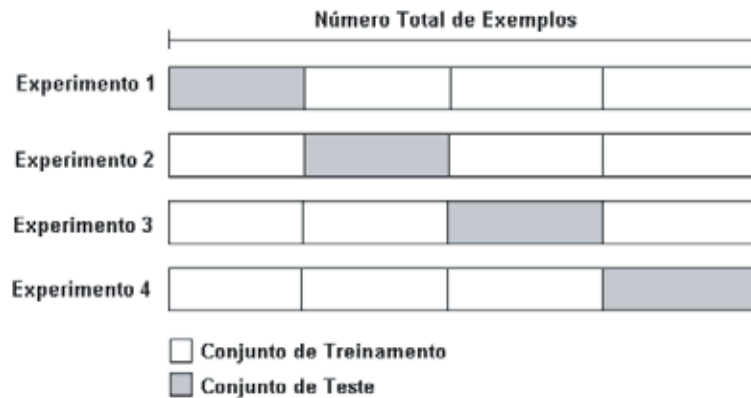 Número Total de Exemplos
Experimento 1
Experimento 2
Experimento 3
Experimento 4
Conjunto de Treinamento
Conjunto de Teste